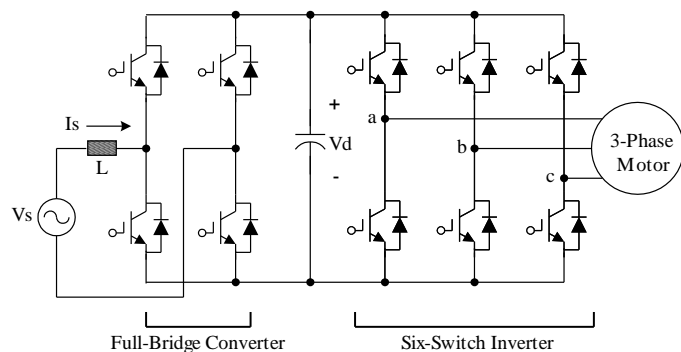 Is
L
Vs
+
Vd
-
a
b
c
3-Phase
Motor
Full-Bridge Converter
Six-Switch Inverter